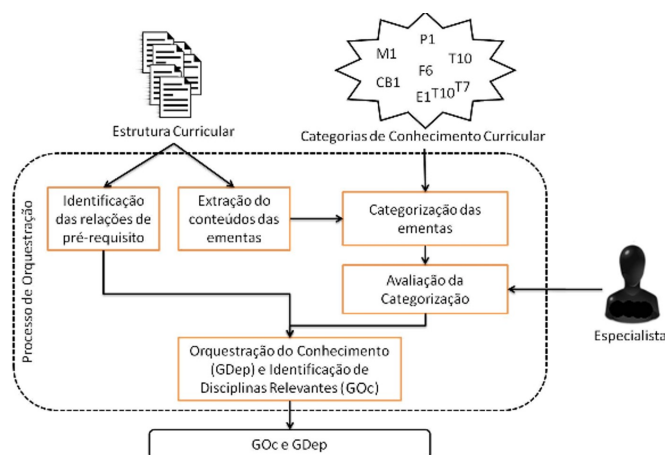 P1
M1
T10
F6
CB1
T7
E1 T10
Estrutura Curricular
Categorias de Conhecimento Curricular
Processo de Orquestração
Identificação
das relações de
pré-requisito
Extração do
conteúdos das
ementas
Categorização das
ementas
Avaliação da
Categorização
Especialista
Orquestração do Conhecimento
(GDep) e Identificação de
Disciplinas Relevantes (GOc)
GOc e GDep